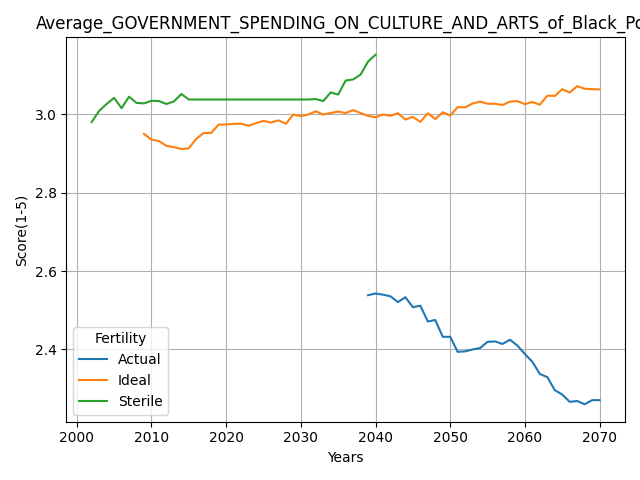 Average_GOVERNMENT_SPENDING_ON_CULTURE_AND_ARTS_of_Black_Po
Score(1-5)
3.0
2.8
2.6
2.4
Fertility
Actual
Ideal
Sterile
2000 2010 2020 2030 2040 2050 2060 2070
Years